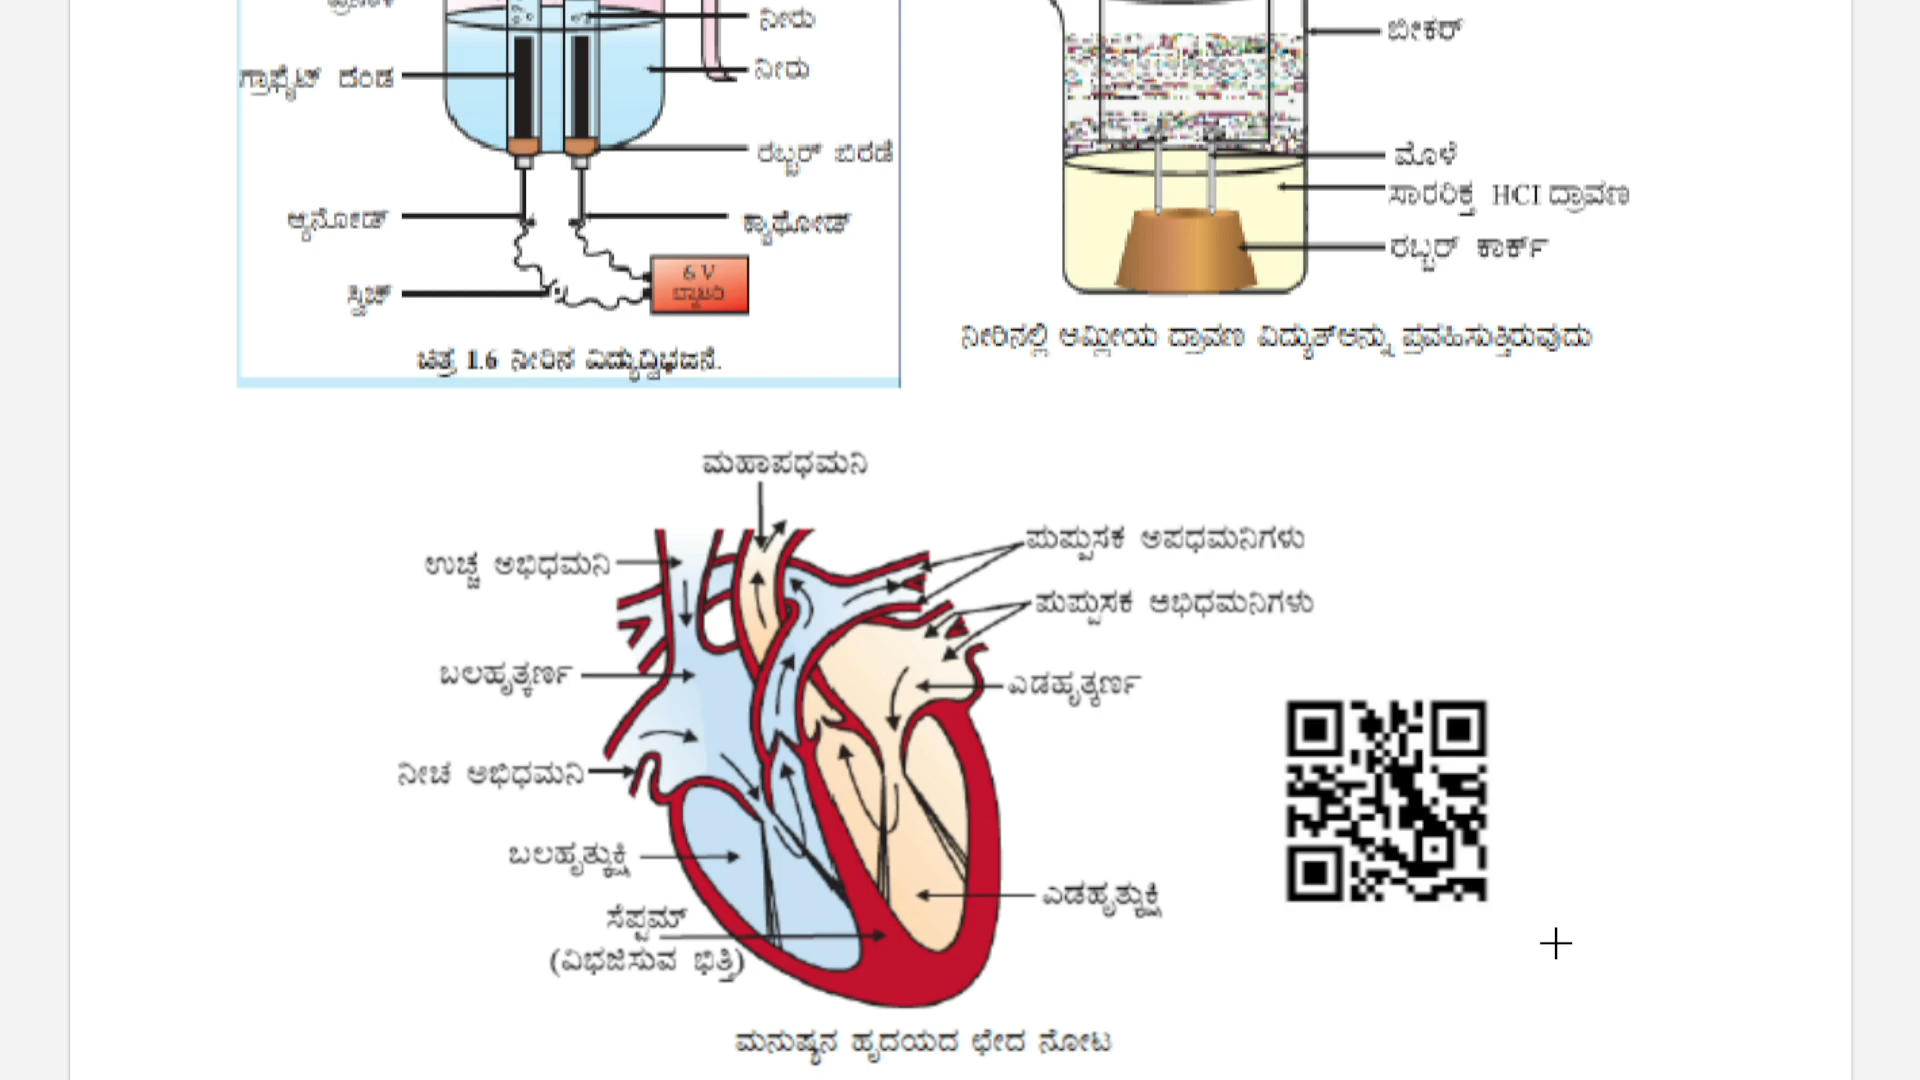 ನೀರು
ನೀರು
ಗ್ರಾಫೈಟ್ ದಂಡ
ರಬ್ಬರ್ ಬಿರಡೆ
ಆ್ಯನೋಡ್
ಕ್ಯಾಥೋಡ್
6 V
ಬ್ಯಾಟರಿ
ಸ್ವಿಚ್
ಚಿತ್ರ 1.6 ನೀರಿನ ವಿದ್ಯುದ್ವಿಭಜನೆ.
ಬೀಕರ್
ಮೊಳೆ
ಸಾರರಿಕ್ತ HCI ದ್ರಾವಣ
ರಬ್ಬರ್ ಕಾರ್ಕ್
ನೀರಿನಲ್ಲಿ ಆಮ್ಲೀಯ ದ್ರಾವಣ ವಿದ್ಯುತ್ಅನ್ನು ಪ್ರವಹಿಸುತ್ತಿರುವುದು
ಮಹಾಪಧಮನಿ
ಉಚ್ಚ ಅಭಿಧಮನಿ
ಪುಪ್ಪುಸಕ ಅಪಧಮನಿಗಳು
ಪುಪ್ಪುಸಕ ಅಭಿಧಮನಿಗಳು
ಬಲಹೃತ್ಕರ್ಣ
ಎಡಹೃತ್ಕರ್ಣ
ನೀಚ ಅಭಿಧಮನಿ
ಬಲಹೃತ್ಕುಕ್ಷಿ
ಎಡಹೃತ್ಕುಕ್ಷಿ
ಸೆಪ್ಟಮ್
(ವಿಭಜಿಸುವ ಭಿತ್ತಿ)
ಮನುಷ್ಯನ ಹೃದಯದ ಛೇದ ನೋಟ